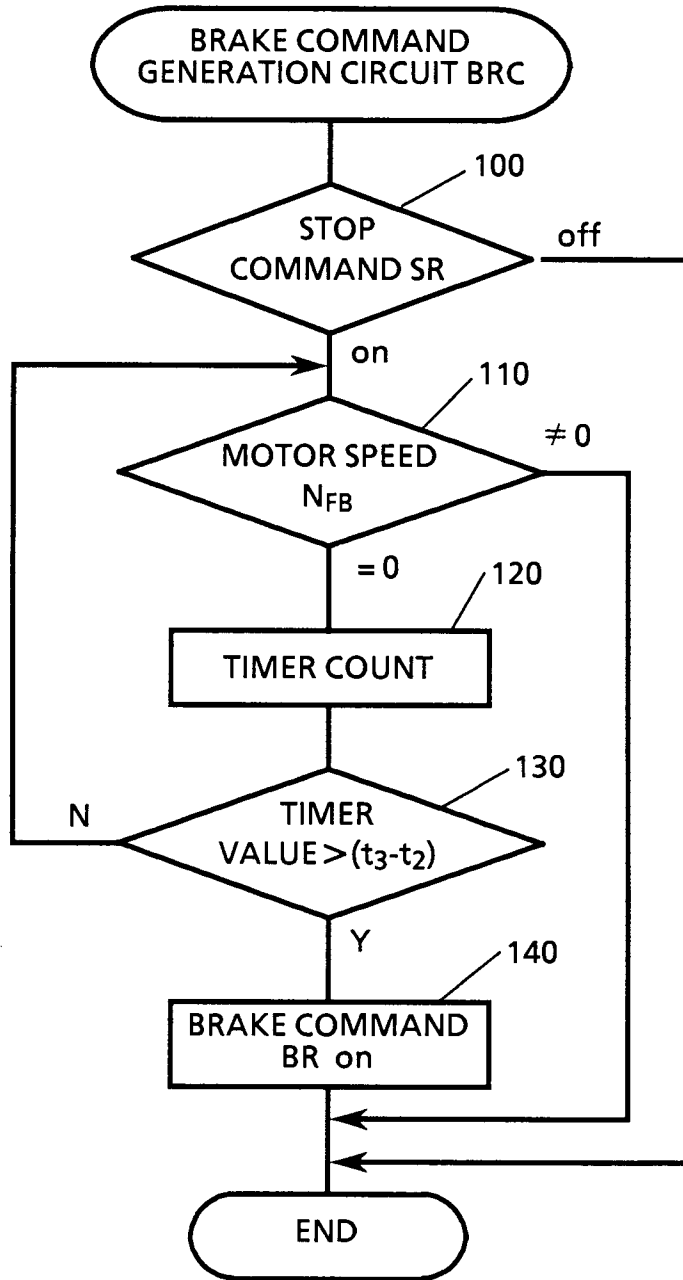 BRAKE COMMAND
GENERATION CIRCUIT BRC
100
STOP
COMMAND SR
off
on
110
MOTOR SPEED
NFB
≠0
=0
120
TIMER COUNT
130
TIMER
VALUE>(t3-t2)
N
Y
140
BRAKE COMMAND
BR on
END